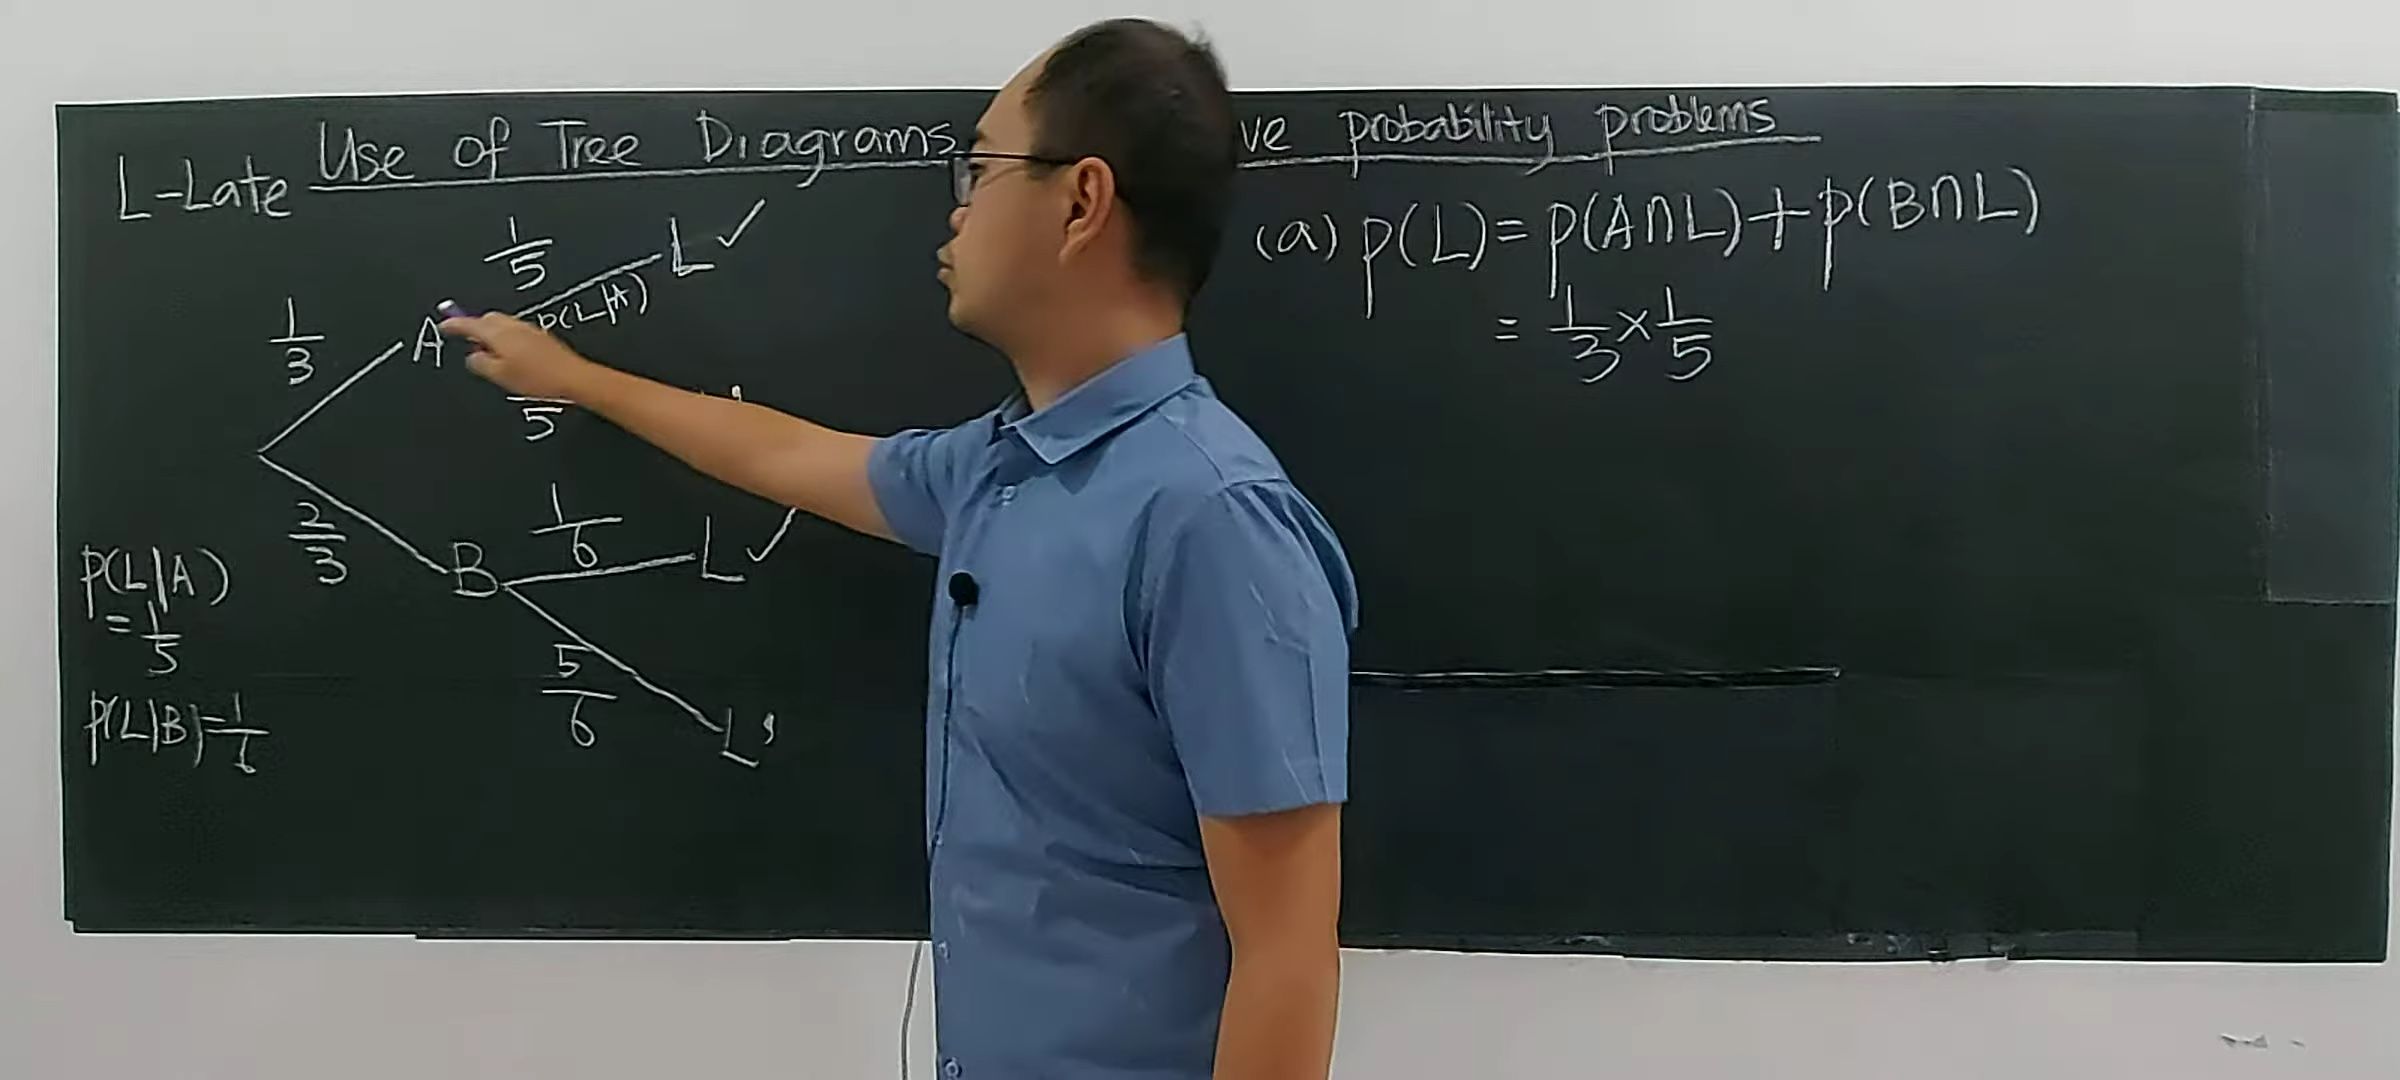 Use of Tree Diagrams ve probability problems
L-Late
(a) P(L) = P(A∩L) + P(B∩L)
= 1/3 × 1/5
1/5 L ✓
P(L|A)
1/3 A
5
1/6 L ✓
2/3 B
5/6 L'
P(L|A)
= 1/5
P(L|B) = 1/6